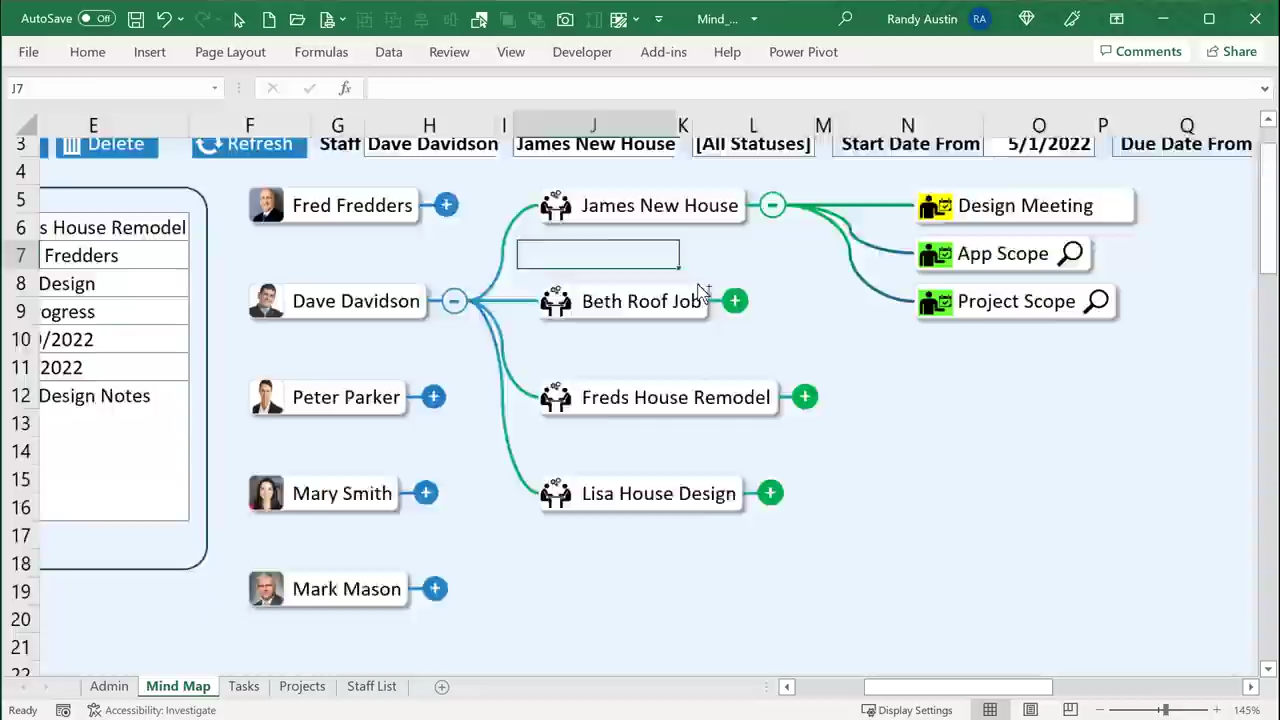 AutoSave Off Mind_... Randy Austin RA
File Home Insert Page Layout Formulas Data Review View Developer Add-ins Help Power Pivot Comments Share
J7 fx
E F G H I J K L M N O P Q
3 Delete Refresh Staff Dave Davidson James New House [All Statuses] Start Date From 5/1/2022 Due Date From
4
5 Fred Fredders + James New House − Design Meeting
6 s House Remodel
7 Fredders App Scope
8 Design
9 ogress Dave Davidson − Beth Roof Job + Project Scope
10 /2022
11 2022
12 Design Notes Peter Parker + Freds House Remodel +
13
14
15
16 Mary Smith + Lisa House Design +
17
18
19 Mark Mason +
20
21
22
Admin Mind Map Tasks Projects Staff List
Ready Accessibility: Investigate Display Settings 145%